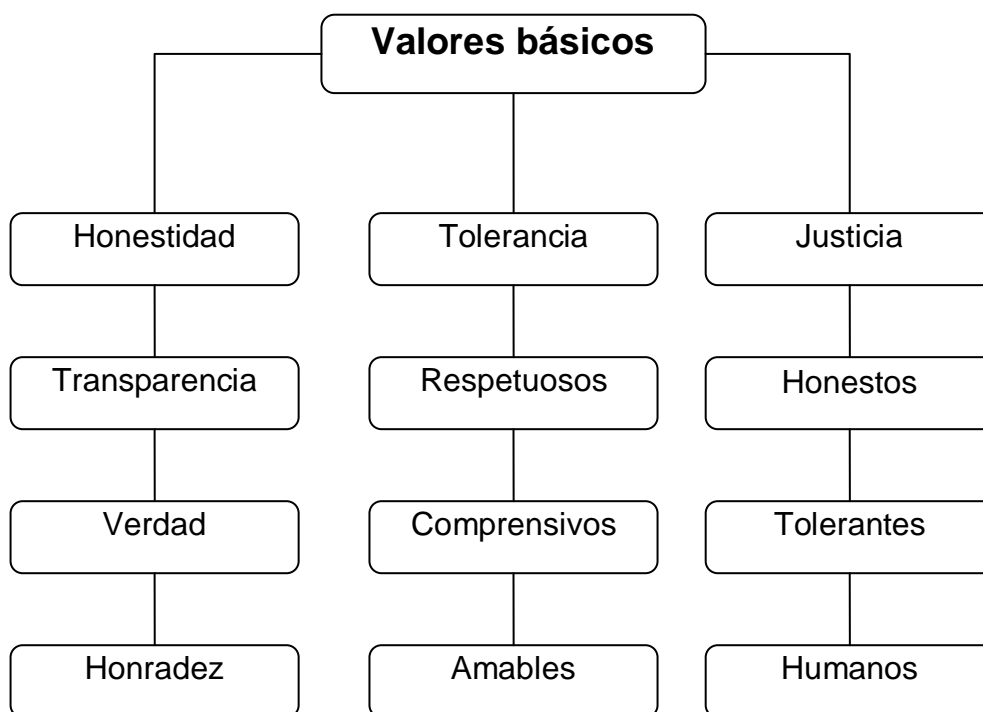 Valores básicos
Honestidad
Tolerancia
Justicia
Transparencia
Respetuosos
Honestos
Verdad
Comprensivos
Tolerantes
Honradez
Amables
Humanos